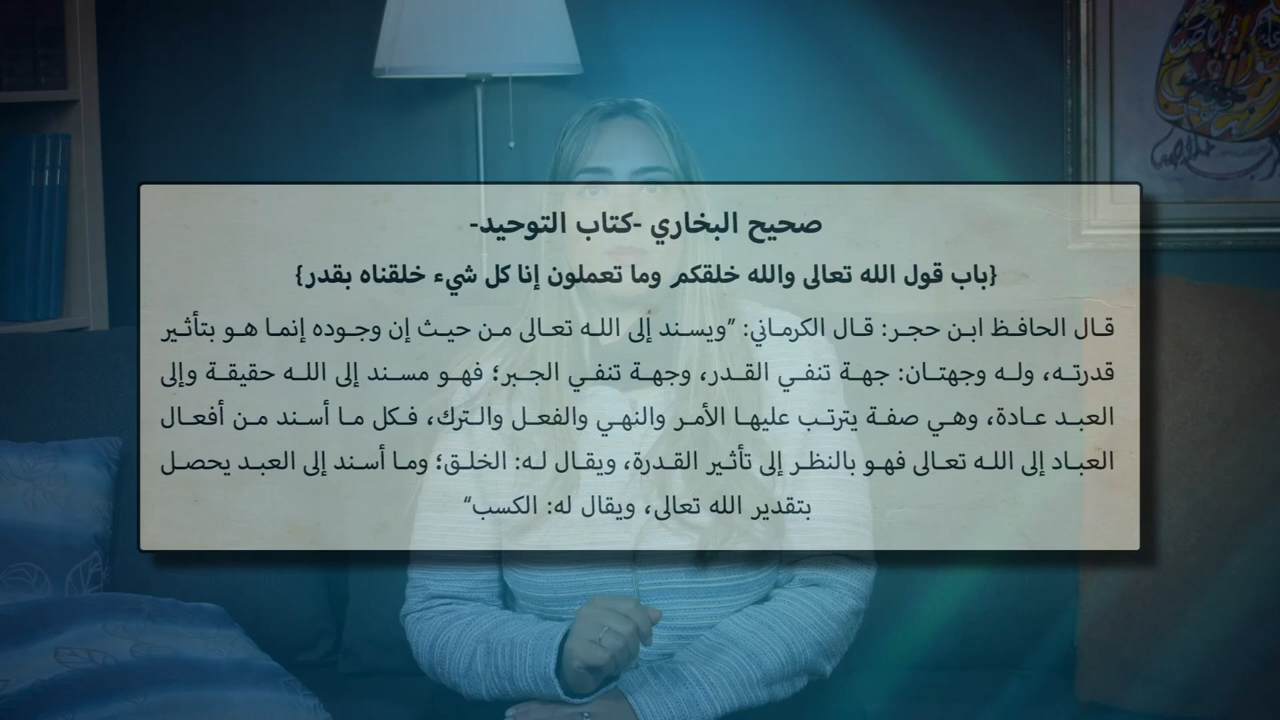 صحيح البخاري -كتاب التوحيد-
{باب قول الله تعالى والله خلقكم وما تعملون إنا كل شيء خلقناه بقدر}
قال الحافظ ابن حجر: قال الكرماني: "ويسند إلى الله تعالى من حيث إن وجوده إنما هو بتأثير
قدرته، وله وجهتان: جهة تنفي القدر، وجهة تنفي الجبر؛ فهو مسند إلى الله حقيقة وإلى
العبد عادة، وهي صفة يترتب عليها الأمر والنهي والفعل والترك، فكل ما أسند من أفعال
العباد إلى الله تعالى فهو بالنظر إلى تأثير القدرة، ويقال له: الخلق؛ وما أسند إلى العبد يحصل
بتقدير الله تعالى، ويقال له: الكسب"